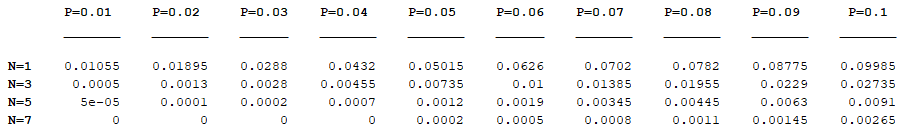 P=0.01 P=0.02 P=0.03 P=0.04 P=0.05 P=0.06 P=0.07 P=0.08 P=0.09 P=0.1
N=1 0.01055 0.01895 0.0288 0.0432 0.05015 0.0626 0.0702 0.0782 0.08775 0.09985
N=3 0.0005 0.0013 0.0028 0.00455 0.00735 0.01 0.01385 0.01955 0.0229 0.02735
N=5 5e-05 0.0001 0.0002 0.0007 0.0012 0.0019 0.00345 0.00445 0.0063 0.0091
N=7 0 0 0 0 0.0002 0.0005 0.0008 0.0011 0.00145 0.00265